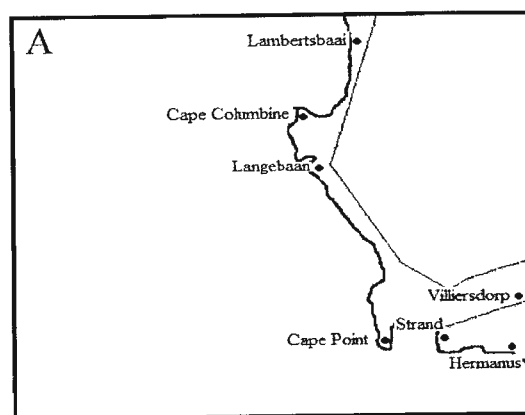 A
Lambertsbaai
Cape Columbine
Langebaan
Villiersdorp
Strand
Cape Point
Hermanus